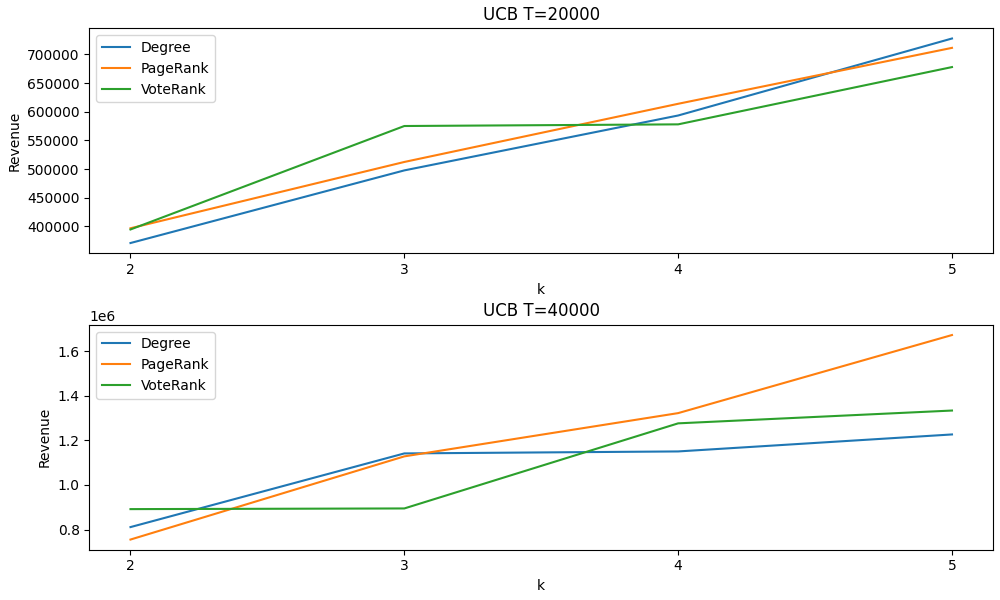 UCB T=20000
Degree
PageRank
VoteRank
Revenue
700000
650000
600000
550000
500000
450000
400000
2 3 4 5
k
UCB T=40000
1e6
Degree
PageRank
VoteRank
Revenue
1.6
1.4
1.2
1.0
0.8
2 3 4 5
k